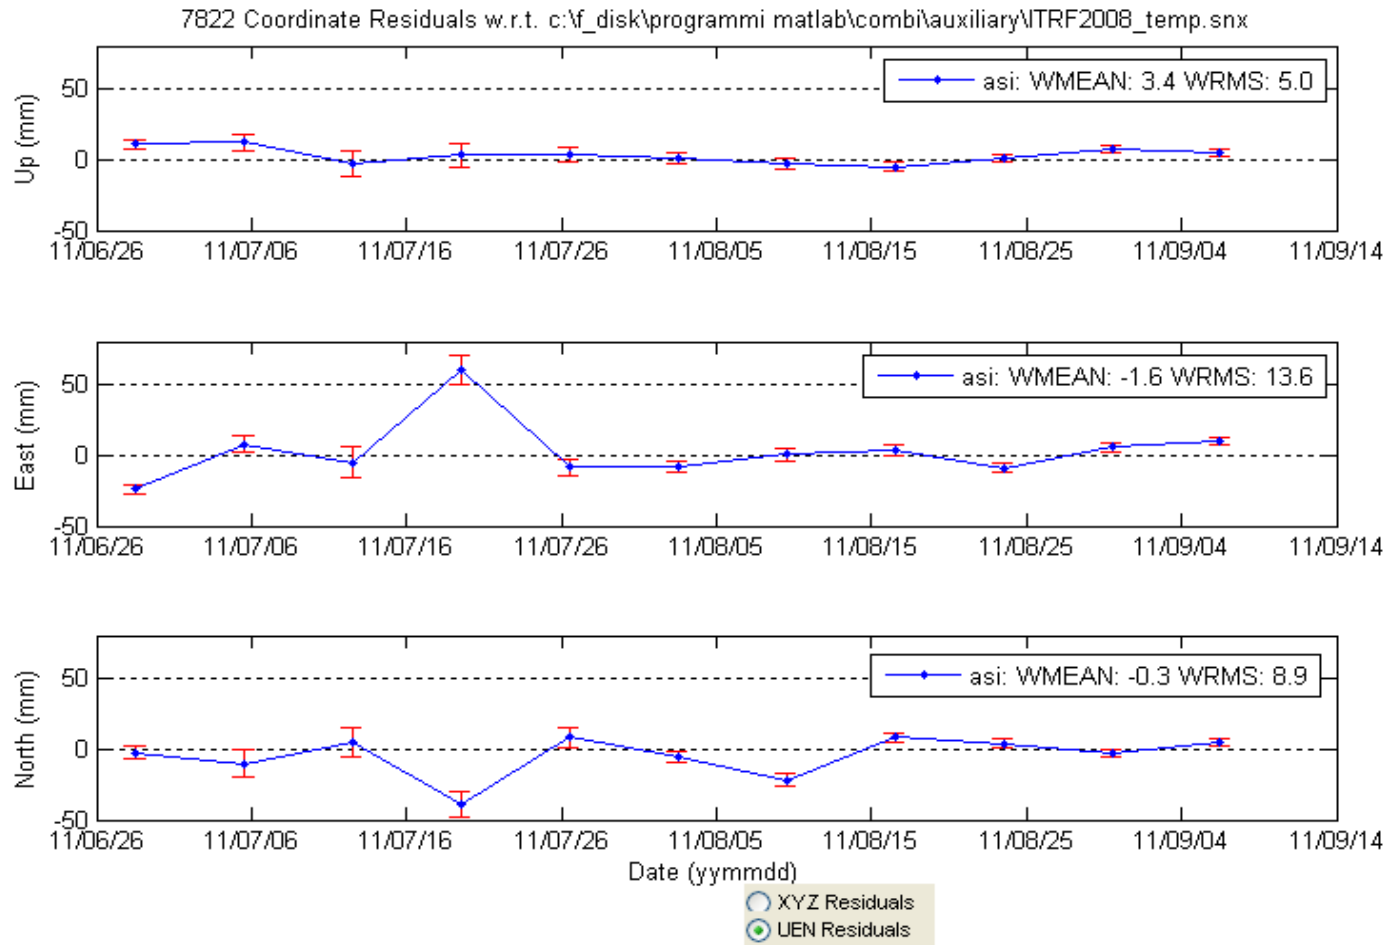 7822 Coordinate Residuals w.r.t. c:\f_disk\programmi matlab\combi\auxiliary\ITRF2008_temp.snx
asi: WMEAN: 3.4 WRMS: 5.0
Up (mm)
50
0
-50
11/06/26 11/07/06 11/07/16 11/07/26 11/08/05 11/08/15 11/08/25 11/09/04 11/09/14
asi: WMEAN: -1.6 WRMS: 13.6
East (mm)
50
0
-50
11/06/26 11/07/06 11/07/16 11/07/26 11/08/05 11/08/15 11/08/25 11/09/04 11/09/14
asi: WMEAN: -0.3 WRMS: 8.9
North (mm)
50
0
-50
11/06/26 11/07/06 11/07/16 11/07/26 11/08/05 11/08/15 11/08/25 11/09/04 11/09/14
Date (yymmdd)
XYZ Residuals
UEN Residuals